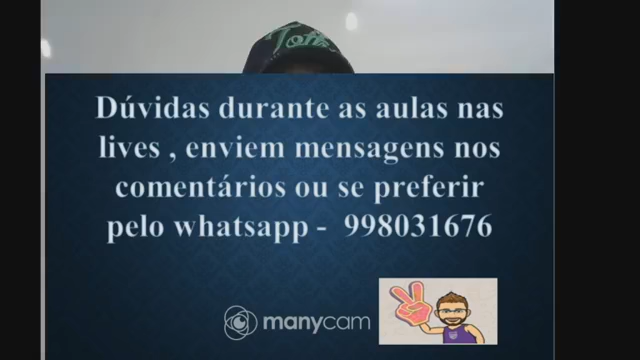 Dúvidas durante as aulas nas
lives , enviem mensagens nos
comentários ou se preferir
pelo whatsapp - 998031676
manycam